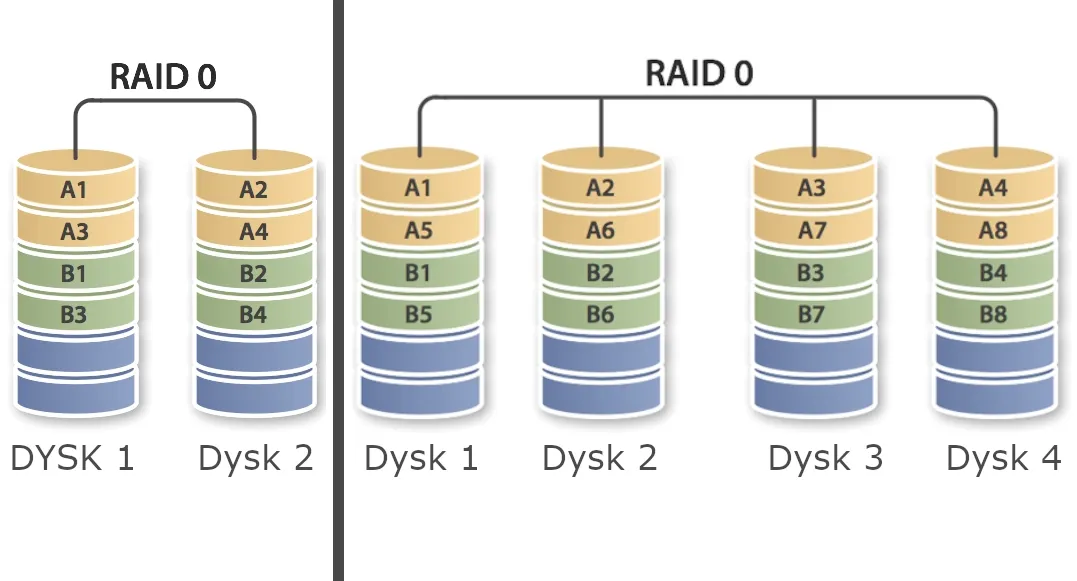 RAID 0
A1
A3
B1
B3
DYSK 1
A2
A4
B2
B4
Dysk 2
RAID 0
A1
A5
B1
B5
Dysk 1
A2
A6
B2
B6
Dysk 2
A3
A7
B3
B7
Dysk 3
A4
A8
B4
B8
Dysk 4